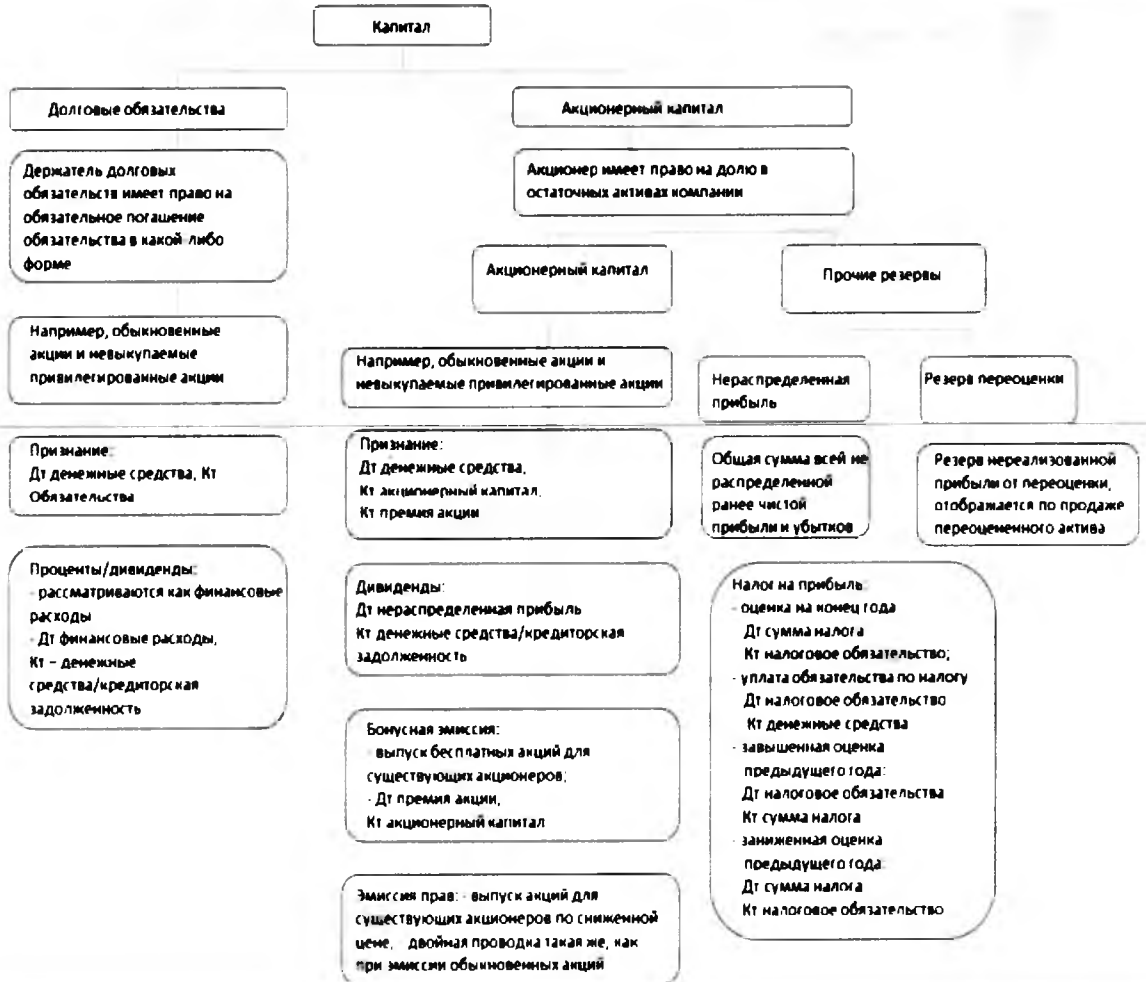 Капитал
Долговые обязательства
Акционерный капитал
Держатель долговых
обязательств имеет право на
обязательное погашение
обязательства в какой-либо
форме
Акционер имеет право на долю в
остаточных активах компании
Акционерный капитал
Прочие резервы
Например, обыкновенные
акции и невыкупаемые
привилегированные акции
Например, обыкновенные акции и
невыкупаемые привилегированные акции
Нераспределенная
прибыль
Резерв переоценки
Признание:
Дт денежные средства, Кт
Обязательства
Признание:
Дт денежные средства,
Кт акционерный капитал,
Кт премия акции
Общая сумма всей не
распределенной
ранее чистой
прибыли и убытков
Резерв нереализованной
прибыли от переоценки,
отображается по продаже
переоцененного актива
Проценты/дивиденды:
- рассматриваются как финансовые
расходы
- Дт финансовые расходы,
Кт – денежные
средства/кредиторская
задолженность
Дивиденды:
Дт нераспределенная прибыль
Кт денежные средства/кредиторская
задолженность
Бонусная эмиссия:
- выпуск бесплатных акций для
существующих акционеров;
- Дт премия акции,
Кт акционерный капитал
Эмиссия прав: - выпуск акций для
существующих акционеров по сниженной
цене, - двойная проводка такая же, как
при эмиссии обыкновенных акций
Налог на прибыль:
- оценка на конец года
Дт сумма налога
Кт налоговое обязательство;
- уплата обязательства по налогу
Дт налоговое обязательство
Кт денежные средства
- завышенная оценка
предыдущего года:
Дт налоговое обязательства
Кт сумма налога
- заниженная оценка
предыдущего года:
Дт сумма налога
Кт налоговое обязательство